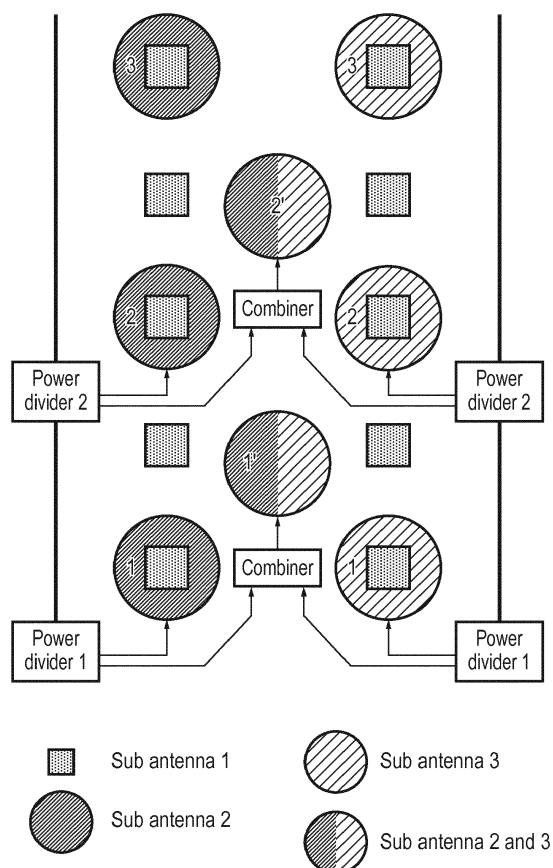 3
3
2'
2
Combiner
2
Power
divider 2
Power
divider 2
1'
1
Combiner
1
Power
divider 1
Power
divider 1
Sub antenna 1
Sub antenna 3
Sub antenna 2
Sub antenna 2 and 3